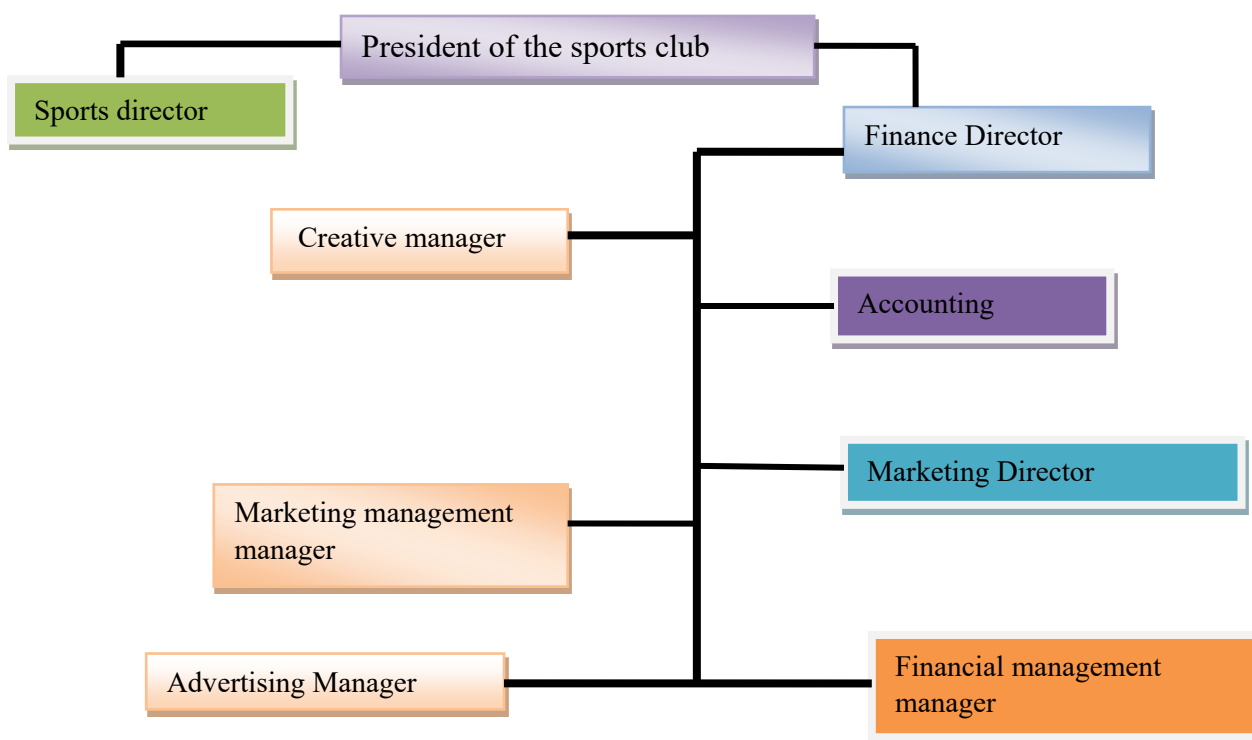 President of the sports club
Sports director
Finance Director
Creative manager
Accounting
Marketing Director
Marketing management
manager
Advertising Manager
Financial management
manager